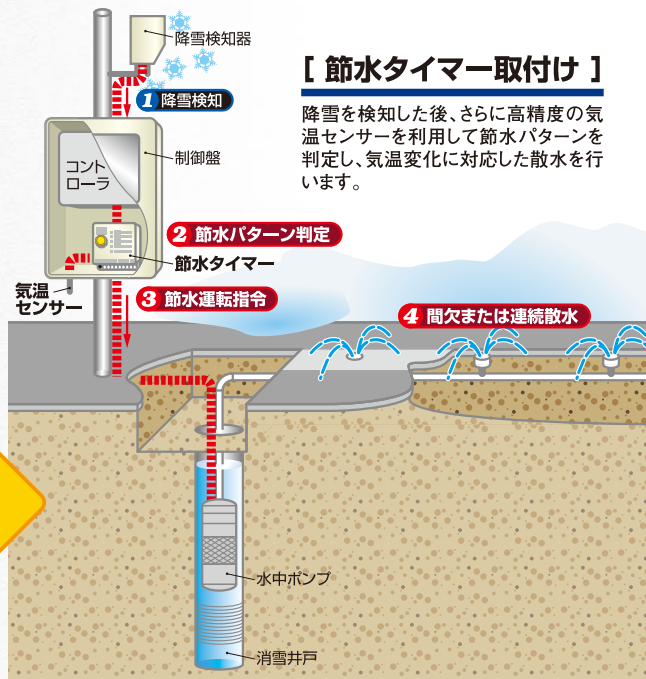 降雪検知器
[ 節水タイマー取付け ]
1 降雪検知
降雪を検知した後、さらに高精度の気
温センサーを利用して節水パターンを
判定し、気温変化に対応した散水を行
います。
コント
ローラ
制御盤
2 節水パターン判定
節水タイマー
気温
センサー
3 節水運転指令
4 間欠または連続散水
水中ポンプ
消雪井戸